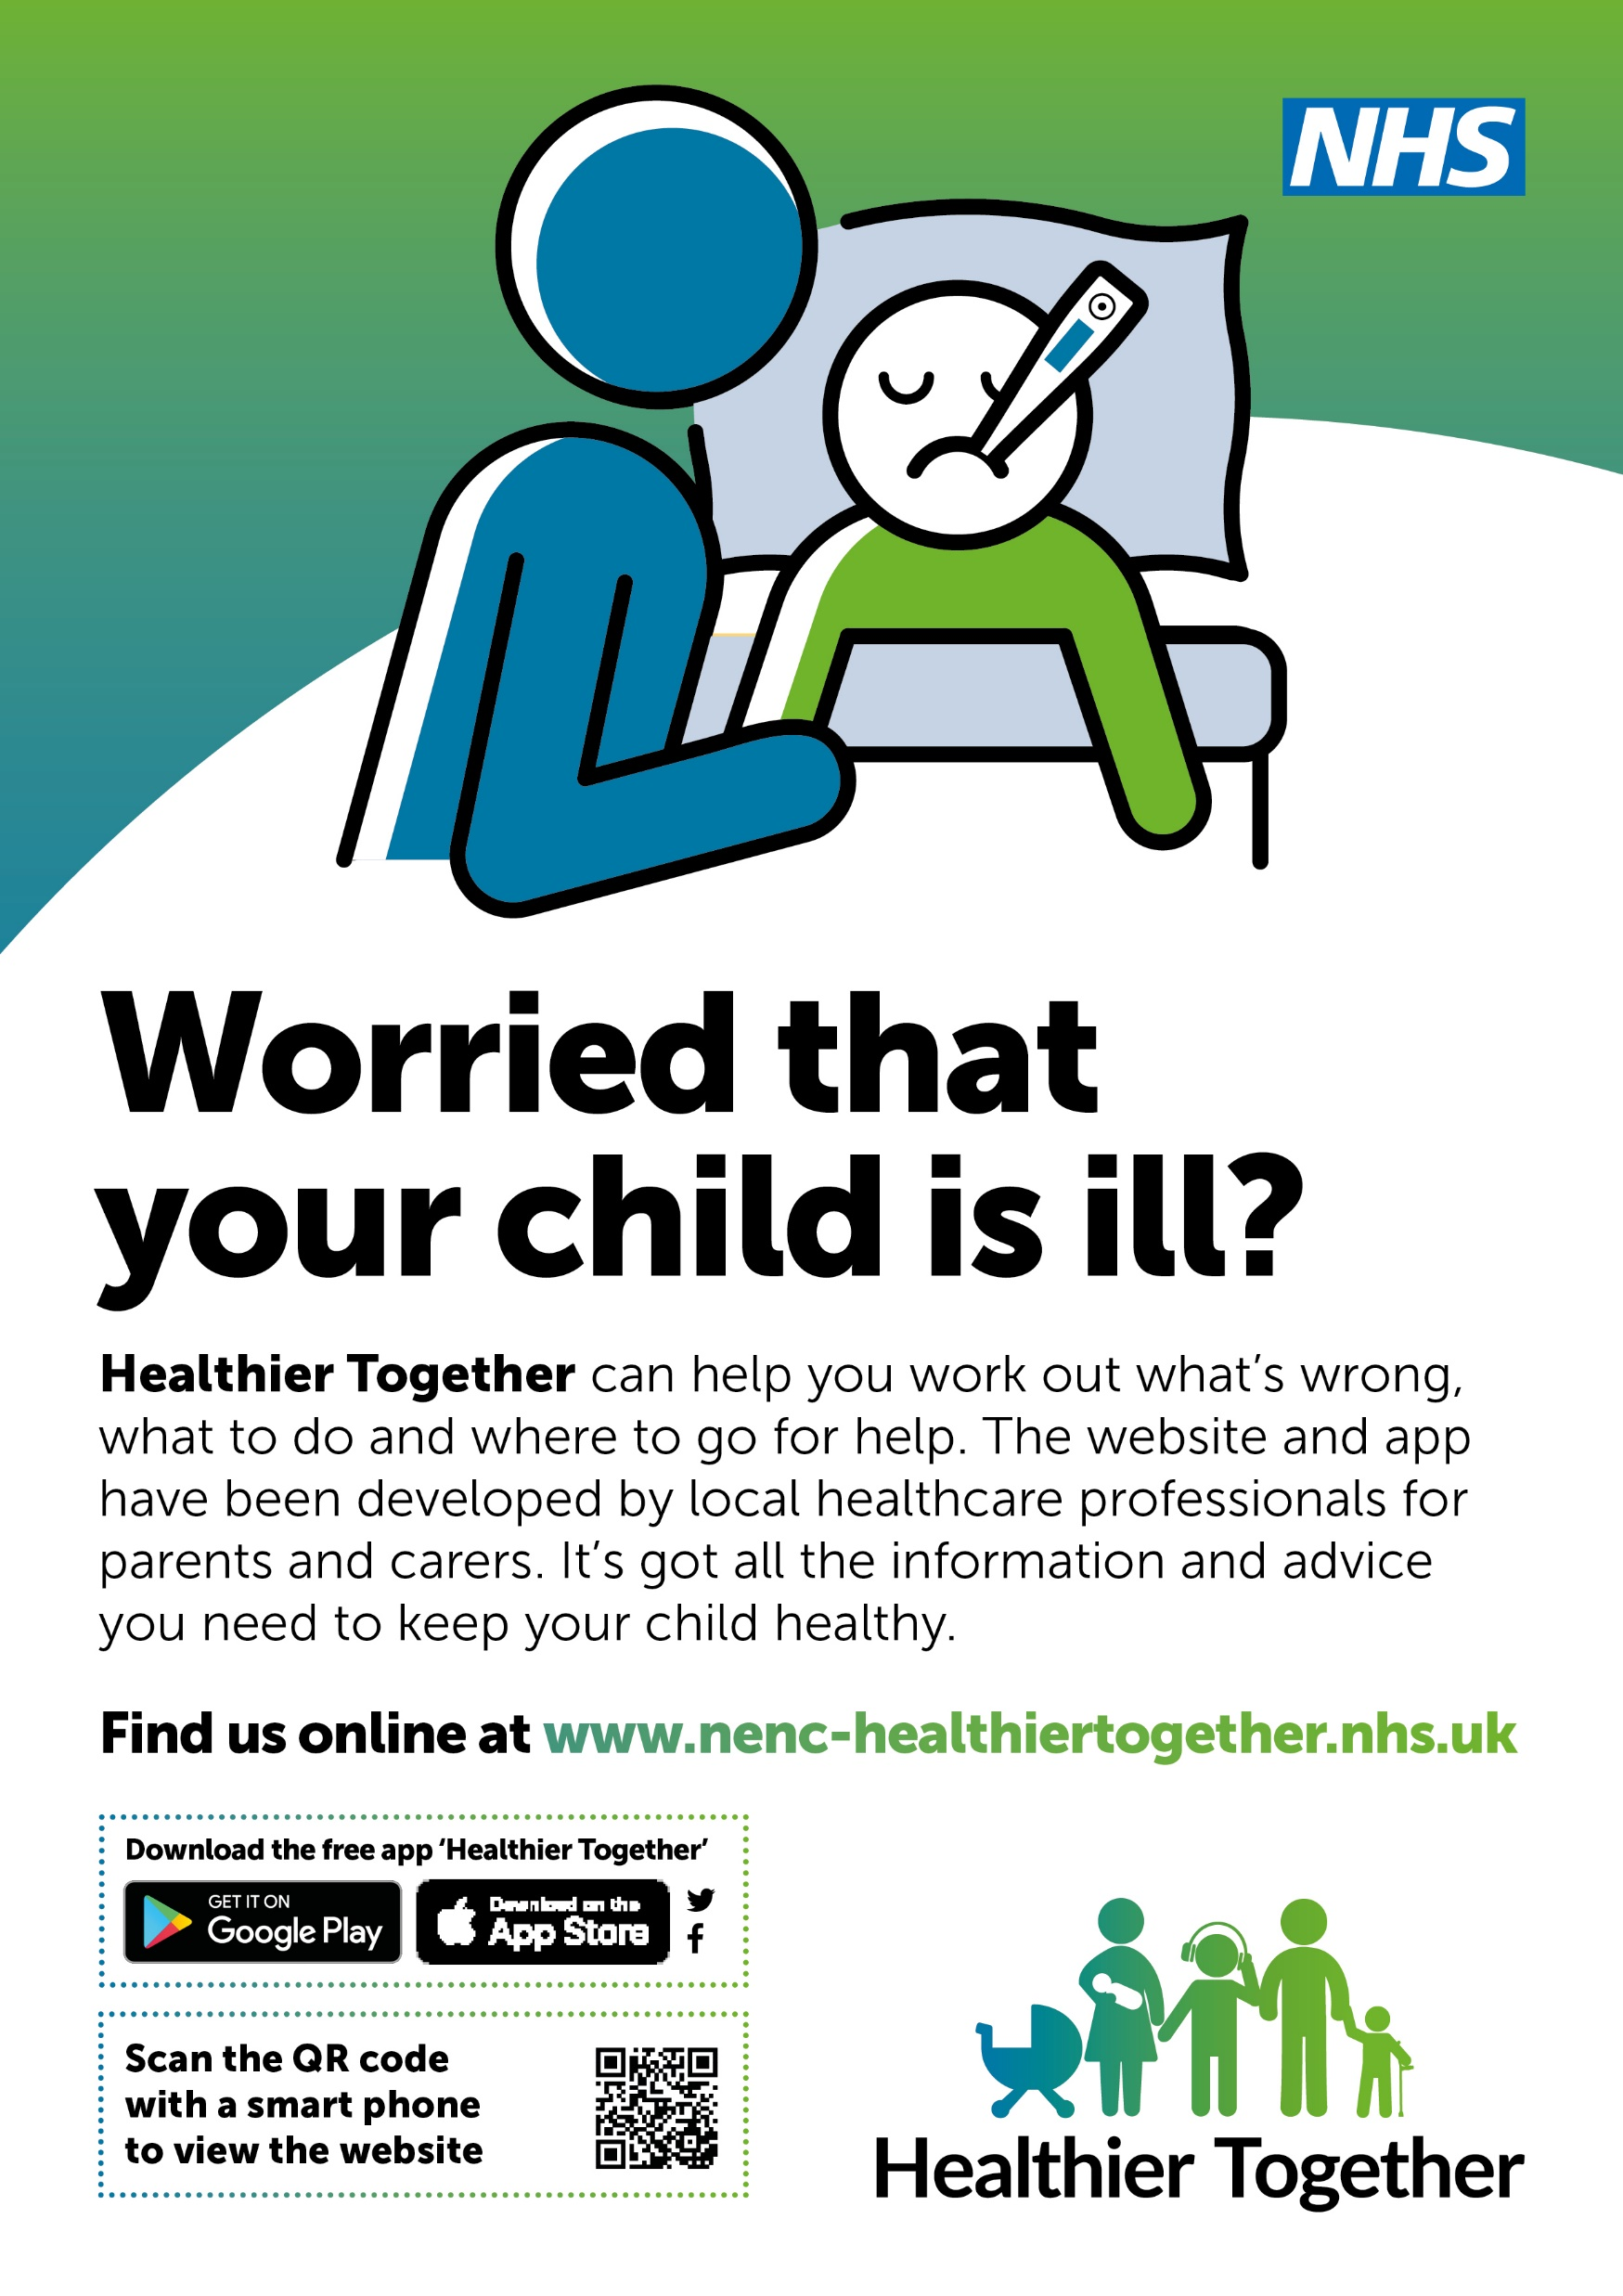 NHS
Worried that
your child is ill?
Healthier Together can help you work out what's wrong,
what to do and where to go for help. The website and app
have been developed by local healthcare professionals for
parents and carers. It's got all the information and advice
you need to keep your child healthy.
Find us online at www.nenc-healthiertogether.nhs.uk
Download the free app 'Healthier Together'
GET IT ON
Google Play
Download on the
App Store
Scan the QR code
with a smart phone
to view the website
Healthier Together